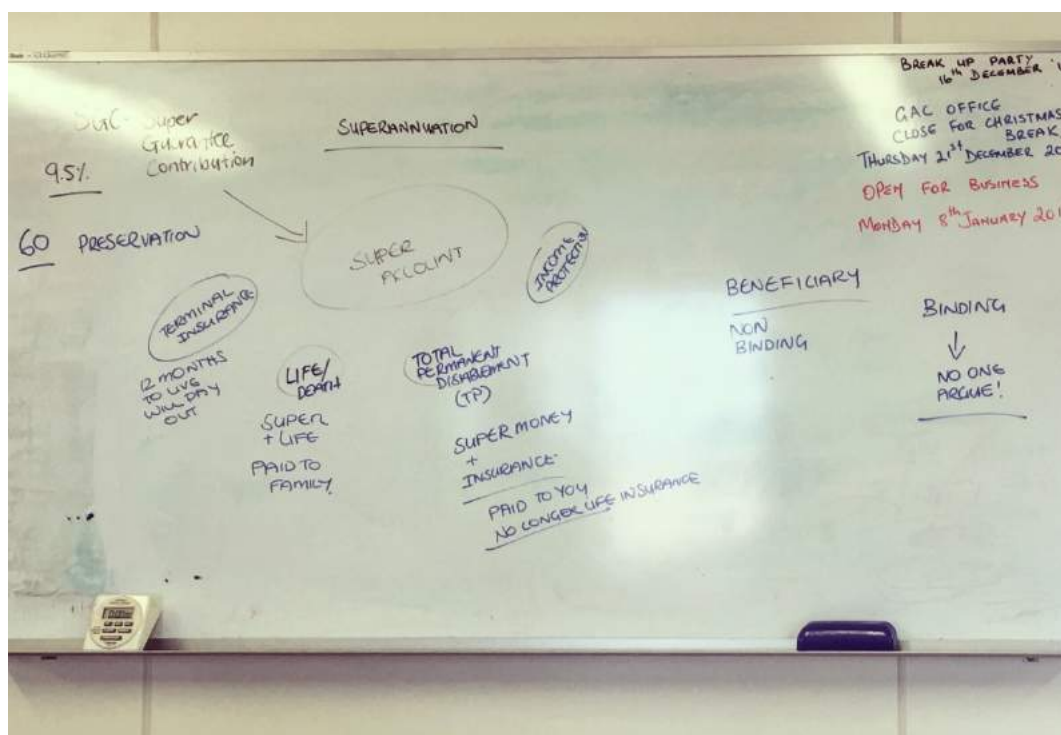 SGC - Super
Guarantee
Contribution
9.5%
60 PRESERVATION
SUPERANNUATION
SUPER
ACCOUNT
INCOME
PROTECTION
TERMINAL
INSURANCE
12 MONTHS
TO LIVE
WILL PAY
OUT
LIFE/
DEATH
SUPER
+ LIFE
PAID TO
FAMILY
TOTAL
PERMANENT
DISABLEMENT
(TP)
SUPER MONEY
+
INSURANCE
PAID TO YOU
NO LONGER LIFE INSURANCE
BENEFICIARY
NON
BINDING
BINDING
NO ONE
ARGUE!
BREAK UP PARTY
16th DECEMBER
GAC OFFICE
CLOSE FOR CHRISTMAS
BREAK
THURSDAY 21st DECEMBER 20
OPEN FOR BUSINESS
MONDAY 8th JANUARY 201